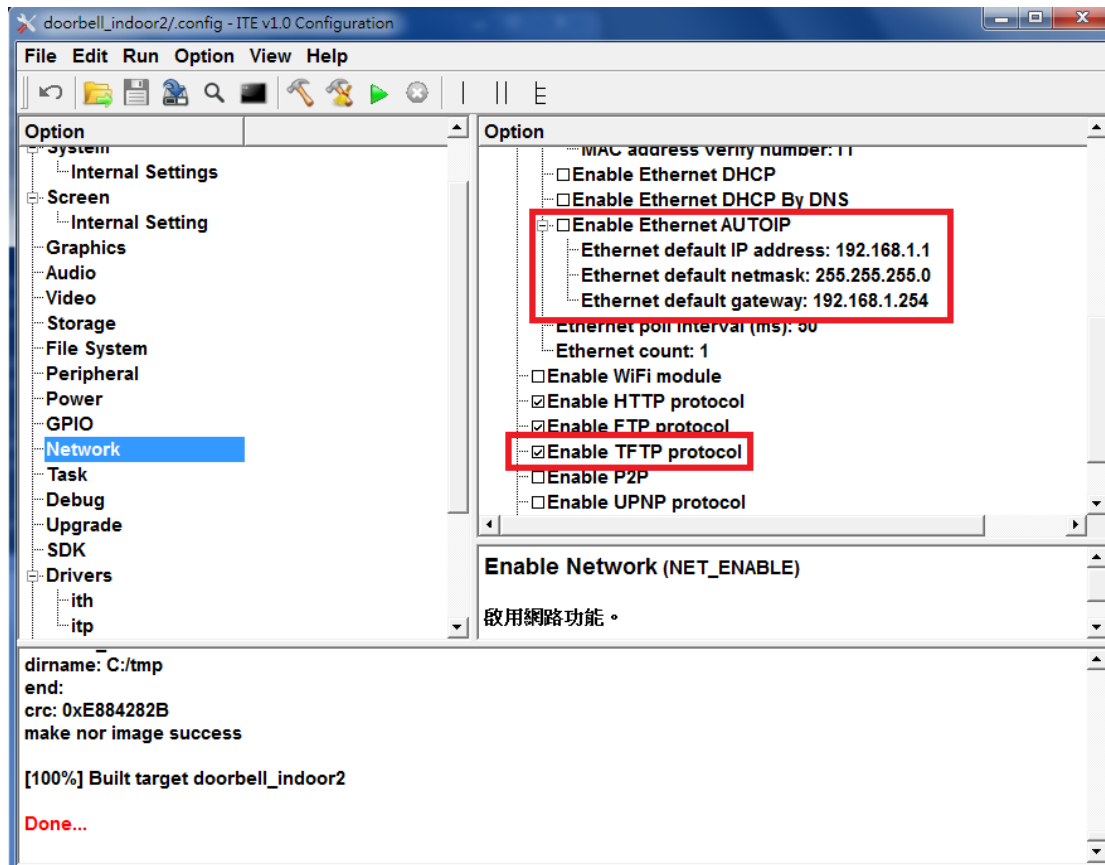 doorbell_indoor2/.config - ITE v1.0 Configuration
File Edit Run Option View Help
Option
System
Internal Settings
Screen
Internal Setting
Graphics
Audio
Video
Storage
File System
Peripheral
Power
GPIO
Network
Task
Debug
Upgrade
SDK
Drivers
ith
itp
Option
MAC address verify number: 11
Enable Ethernet DHCP
Enable Ethernet DHCP By DNS
Enable Ethernet AUTOIP
Ethernet default IP address: 192.168.1.1
Ethernet default netmask: 255.255.255.0
Ethernet default gateway: 192.168.1.254
Ethernet poll interval (ms): 50
Ethernet count: 1
Enable WiFi module
Enable HTTP protocol
Enable FTP protocol
Enable TFTP protocol
Enable P2P
Enable UPNP protocol
Enable Network (NET_ENABLE)
啟用網路功能。
dirname: C:/tmp
end:
crc: 0xE884282B
make nor image success
[100%] Built target doorbell_indoor2
Done...